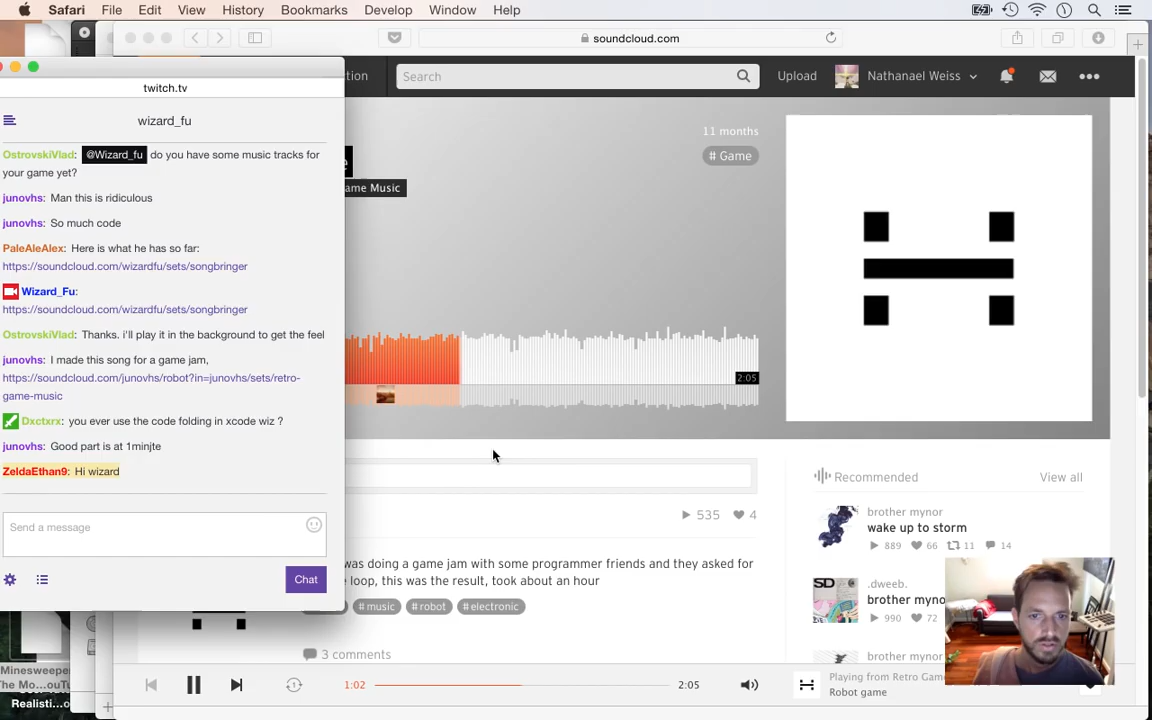 Safari File Edit View History Bookmarks Develop Window Help
soundcloud.com
Search
Upload
Nathanael Weiss
twitch.tv
wizard_fu
OstrovskiVlad: @Wizard_fu do you have some music tracks for
your game yet?
junovhs: Man this is ridiculous
junovhs: So much code
PaleAleAlex: Here is what he has so far:
https://soundcloud.com/wizardfu/sets/songbringer
Wizard_Fu:
https://soundcloud.com/wizardfu/sets/songbringer
OstrovskiVlad: Thanks. i'll play it in the background to get the feel
junovhs: I made this song for a game jam,
https://soundcloud.com/junovhs/robot?in=junovhs/sets/retro-
game-music
Dxctxrx: you ever use the code folding in xcode wiz ?
junovhs: Good part is at 1minjte
ZeldaEthan9: Hi wizard
Send a message
Chat
ction
11 months
# Game
e
ame Music
2:05
535
4
was doing a game jam with some programmer friends and they asked for
loop, this was the result, took about an hour
# music
# robot
# electronic
3 comments
Recommended
View all
brother mynor
wake up to storm
889 66 11 14
.dweeb.
brother myno
990 72
brother mynor
1:02
2:05
Playing from Retro Gam
Robot game
Minesweeper
The Mo...ouTu
Realisti...o